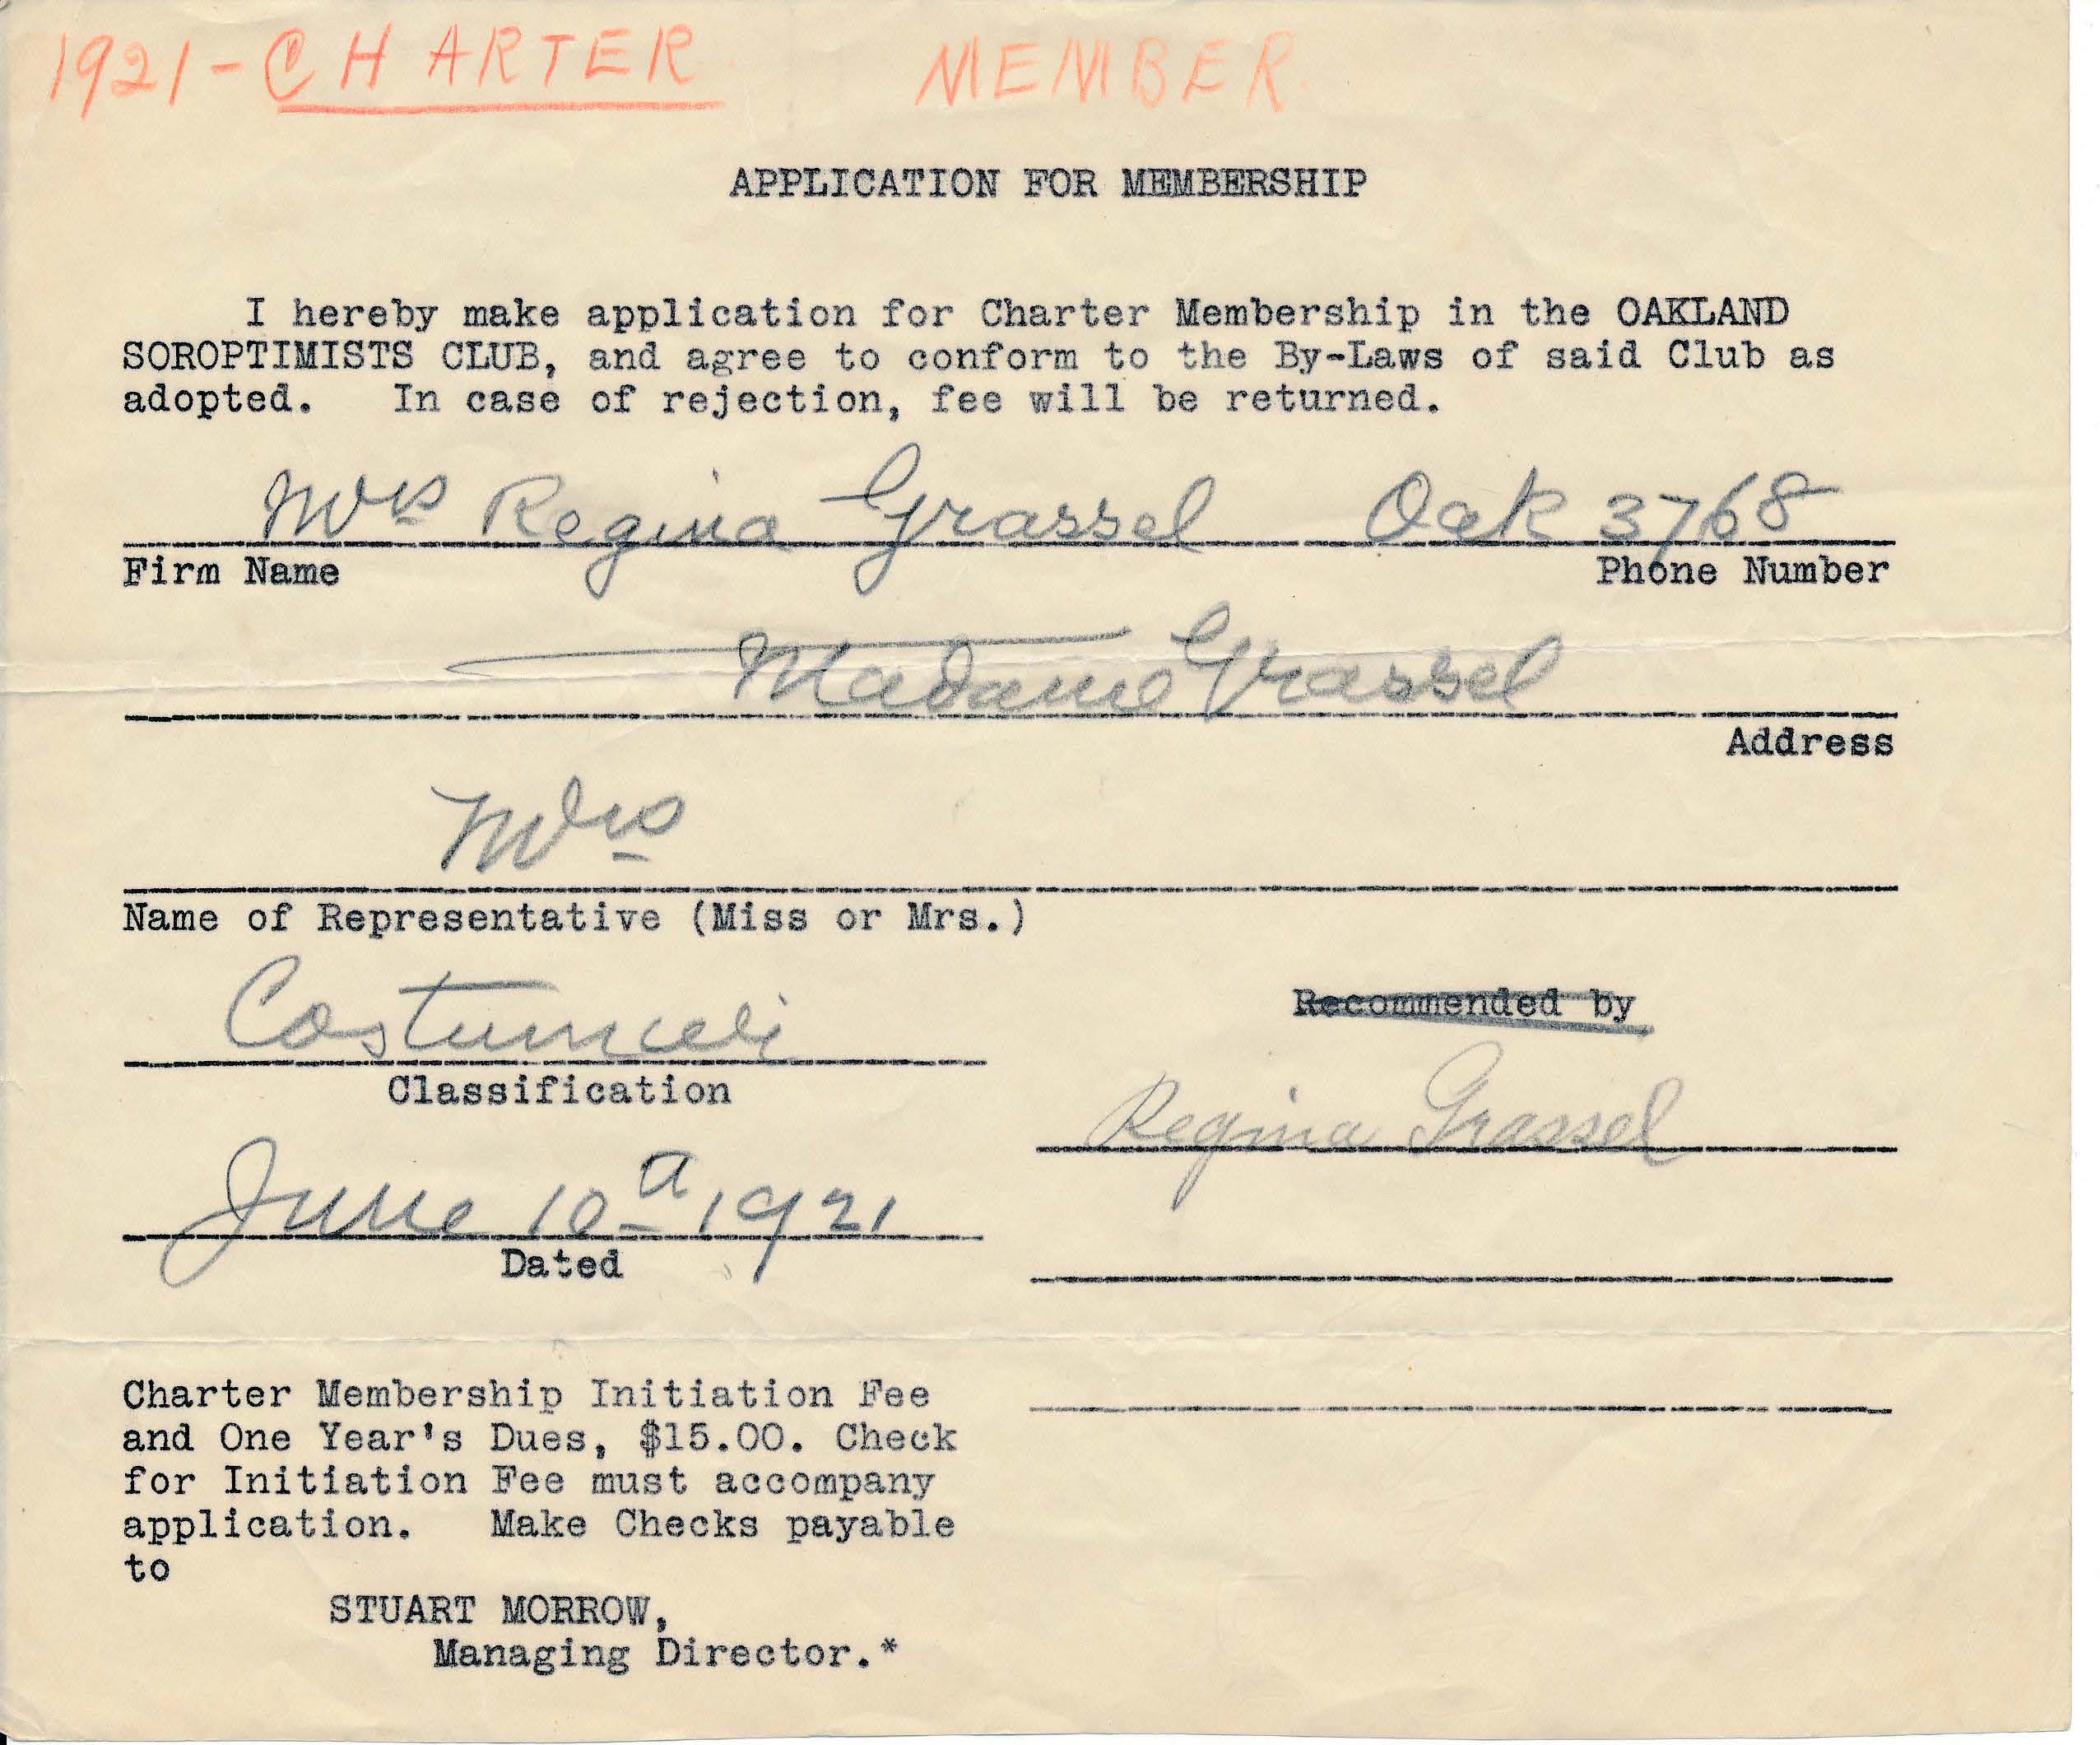 1921 - CHARTER MEMBER.
APPLICATION FOR MEMBERSHIP
I hereby make application for Charter Membership in the OAKLAND
SOROPTIMISTS CLUB, and agree to conform to the By-Laws of said Club as
adopted. In case of rejection, fee will be returned.
Mrs Regina Grassel Oak 3768
Firm Name Phone Number
Madame Grassel
Address
Mrs
Name of Representative (Miss or Mrs.)
Recommended by
Classification
Regina Grassel
June 10 1921
Dated
Charter Membership Initiation Fee
and One Year's Dues, $15.00. Check
for Initiation Fee must accompany
application. Make Checks payable
to
STUART MORROW,
Managing Director.*